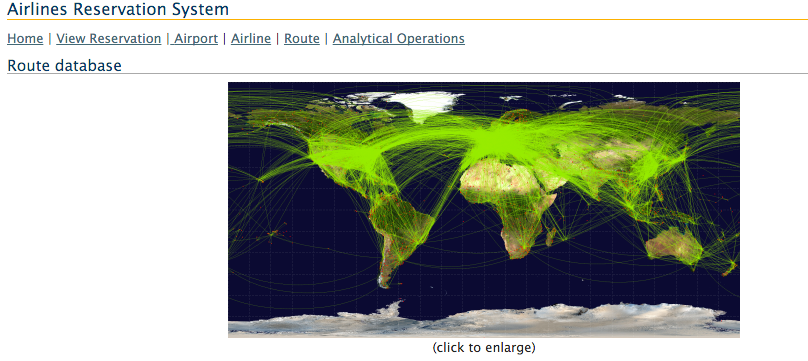 Airlines Reservation System
Home | View Reservation | Airport | Airline | Route | Analytical Operations
Route database
(click to enlarge)